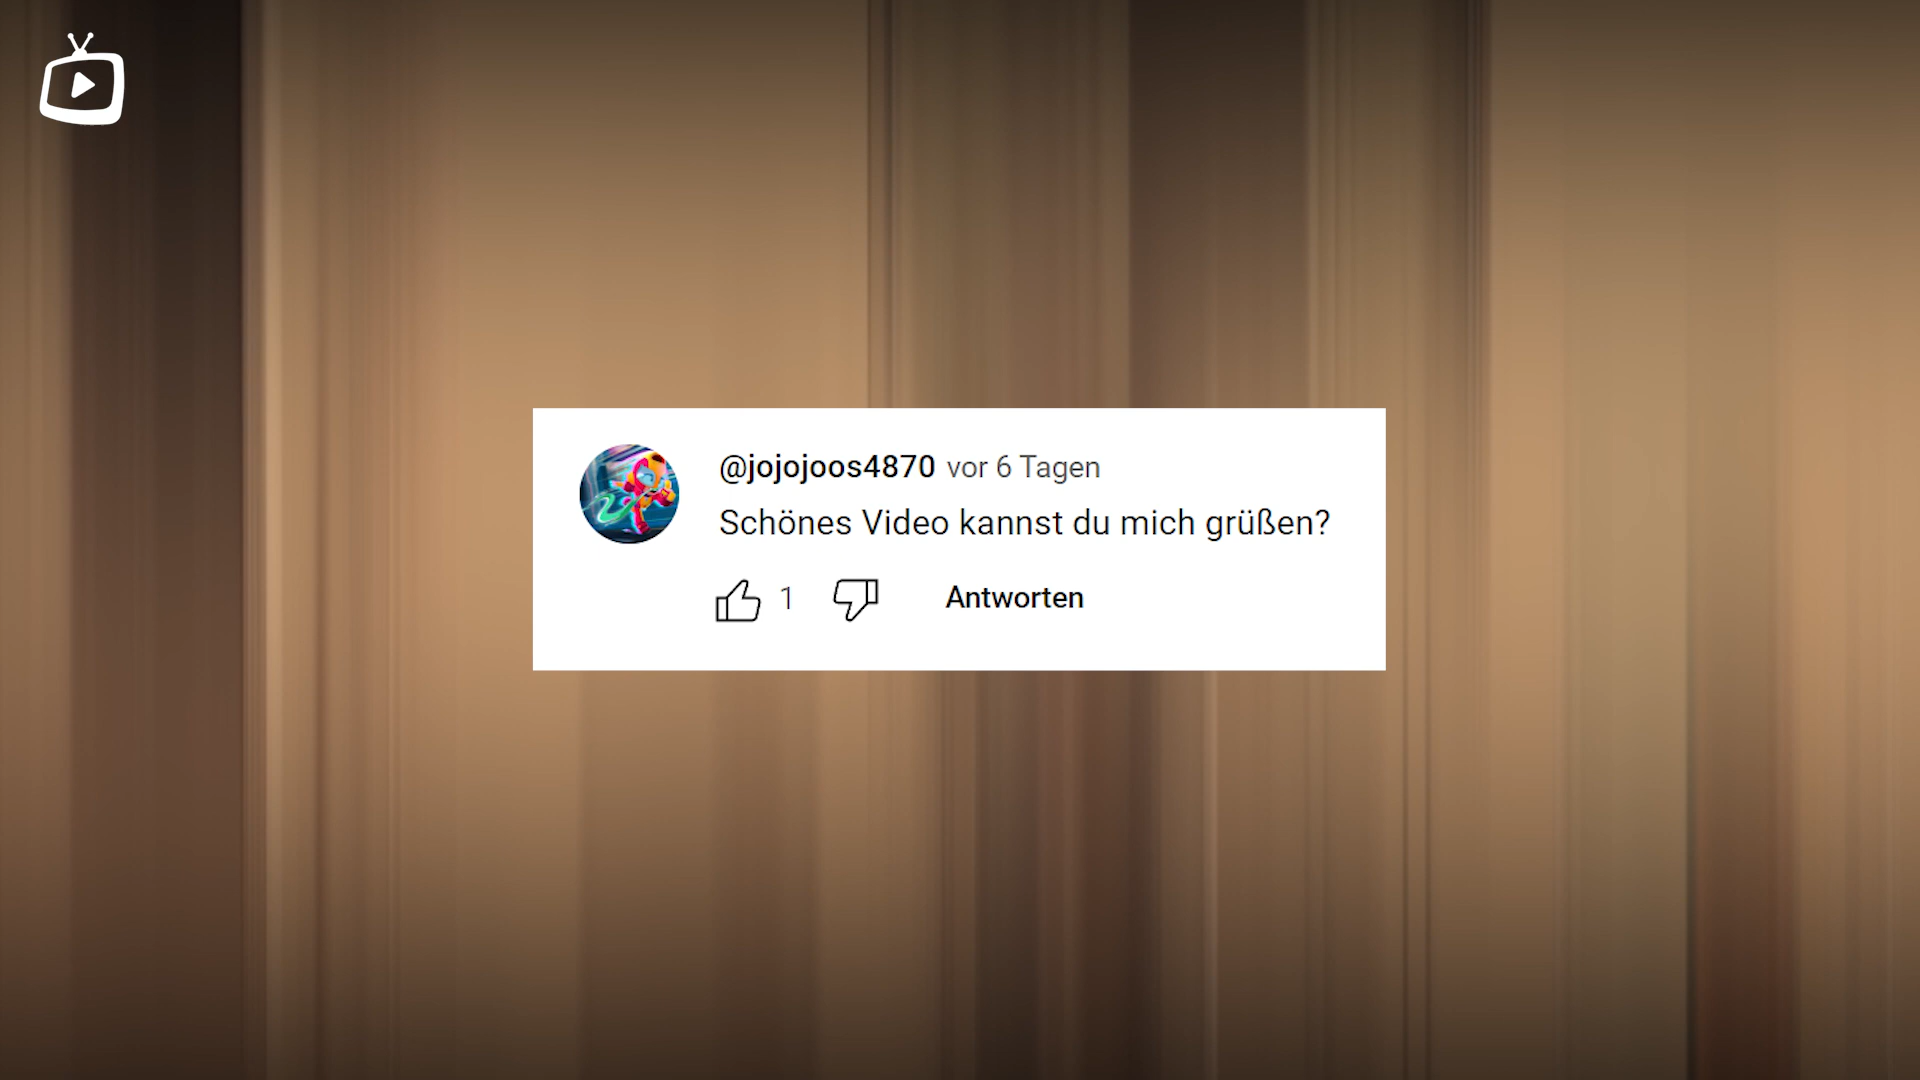 @jojojoos4870 vor 6 Tagen
Schönes Video kannst du mich grüßen?
1 Antworten